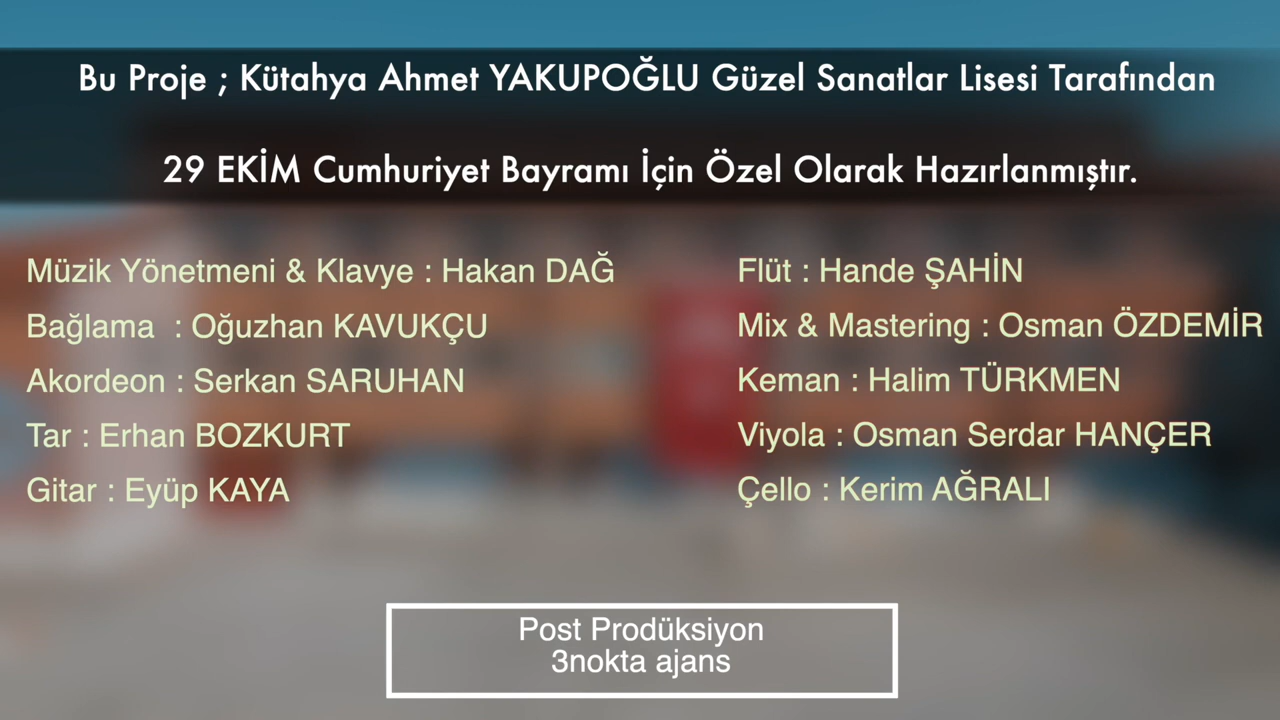 Bu Proje ; Kütahya Ahmet YAKUPOĞLU Güzel Sanatlar Lisesi Tarafından
29 EKİM Cumhuriyet Bayramı İçin Özel Olarak Hazırlanmıştır.
Müzik Yönetmeni & Klavye : Hakan DAĞ
Bağlama : Oğuzhan KAVUKÇU
Akordeon : Serkan SARUHAN
Tar : Erhan BOZKURT
Gitar : Eyüp KAYA
Flüt : Hande ŞAHİN
Mix & Mastering : Osman ÖZDEMİR
Keman : Halim TÜRKMEN
Viyola : Osman Serdar HANÇER
Çello : Kerim AĞRALI
Post Prodüksiyon
3nokta ajans